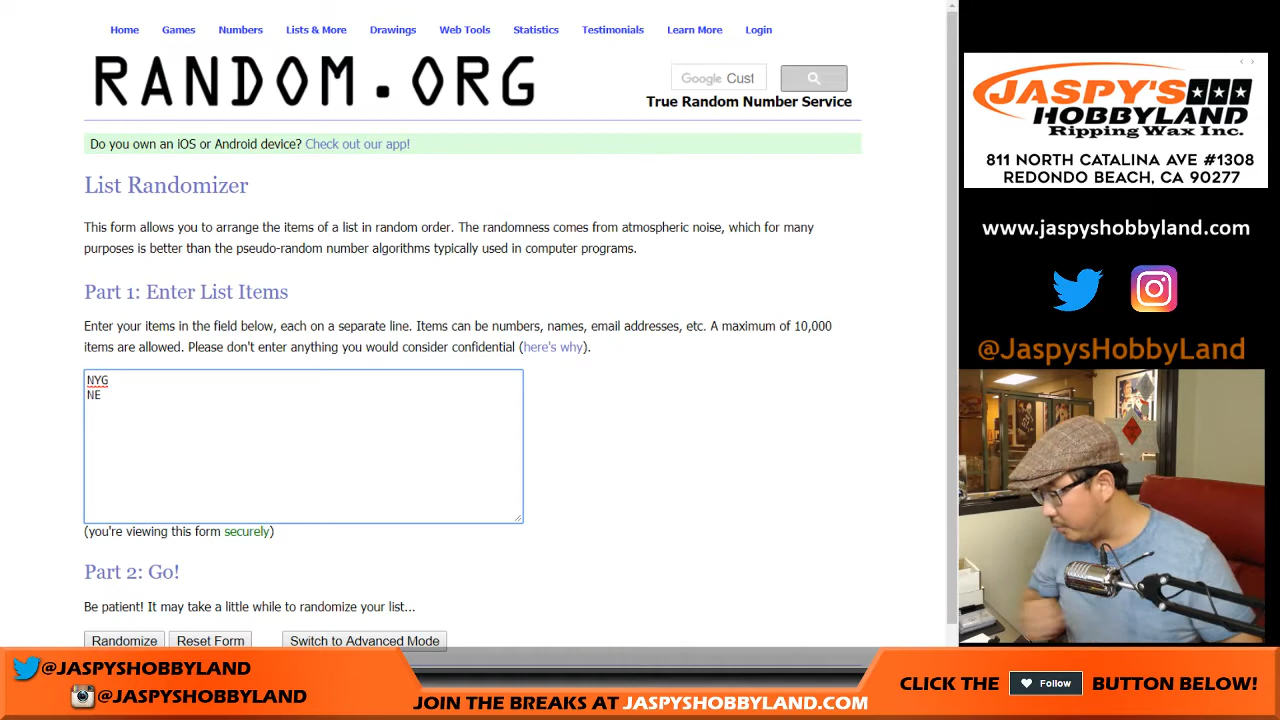 Home Games Numbers Lists & More Drawings Web Tools Statistics Testimonials Learn More Login
RANDOM.ORG
Google Cust
True Random Number Service
Do you own an iOS or Android device? Check out our app!
List Randomizer
This form allows you to arrange the items of a list in random order. The randomness comes from atmospheric noise, which for many
purposes is better than the pseudo-random number algorithms typically used in computer programs.
Part 1: Enter List Items
Enter your items in the field below, each on a separate line. Items can be numbers, names, email addresses, etc. A maximum of 10,000
items are allowed. Please don't enter anything you would consider confidential (here's why).
NYG
NE
(you're viewing this form securely)
Part 2: Go!
Be patient! It may take a little while to randomize your list...
Randomize Reset Form Switch to Advanced Mode
JASPY'S
HOBBYLAND
Ripping Wax Inc.
811 NORTH CATALINA AVE #1308
REDONDO BEACH, CA 90277
www.jaspyshobbyland.com
@JaspysHobbyLand
@JASPYSHOBBYLAND
@JASPYSHOBBYLAND
JOIN THE BREAKS AT JASPYSHOBBYLAND.COM
CLICK THE Follow BUTTON BELOW!